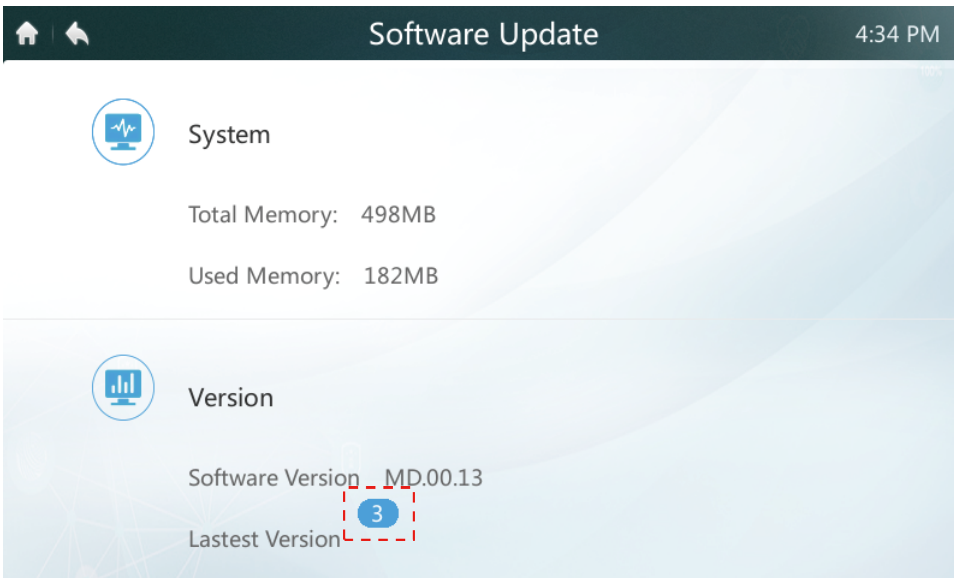 Software Update
4:34 PM
System
Total Memory: 498MB
Used Memory: 182MB
Version
Software Version MD.00.13
3
Lastest Version